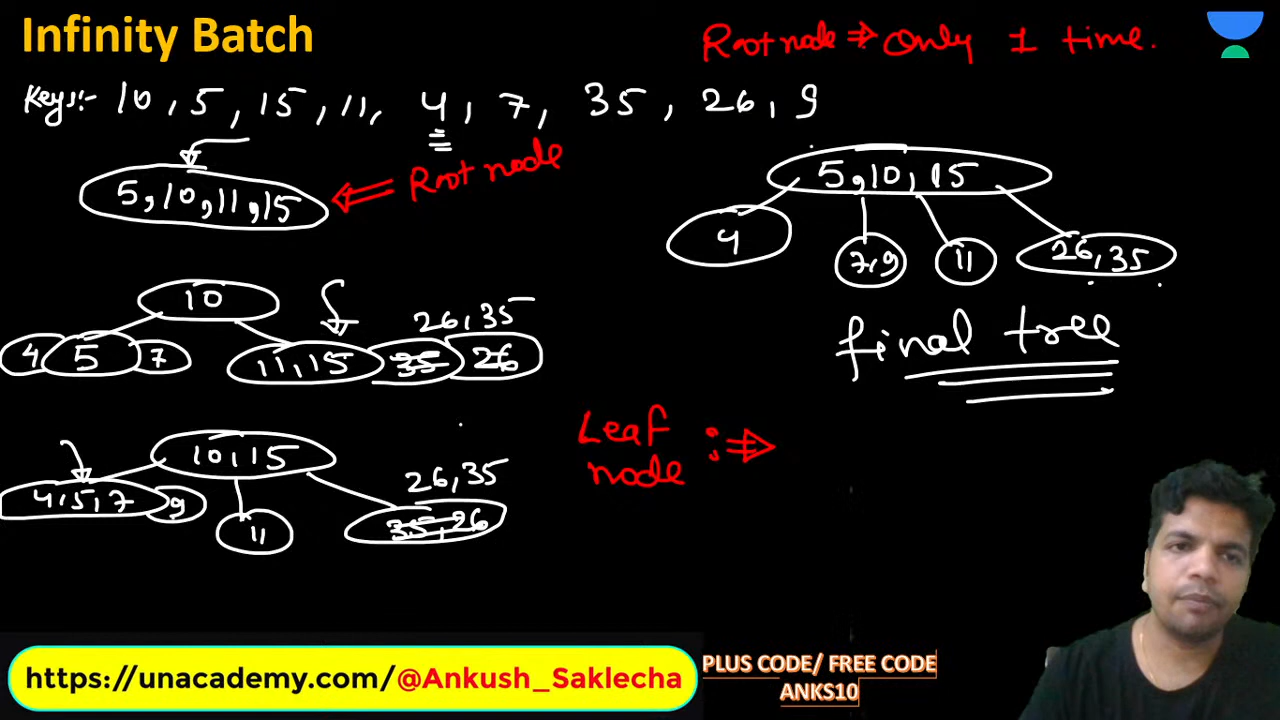 Infinity Batch
Root node ⇒ Only 1 time.
Keys:- 10, 5, 15, 11, 4, 7, 35, 26, 9
5,10,11,15
Root node
5,10,15
4
7,9
11
26,35
final tree
10
26,35
4
5
7
11,15
35
26
Leaf
node :⇒
10,15
26,35
4,5,7
9
11
35,26
https://unacademy.com/@Ankush_Saklecha
PLUS CODE/ FREE CODE
ANKS10